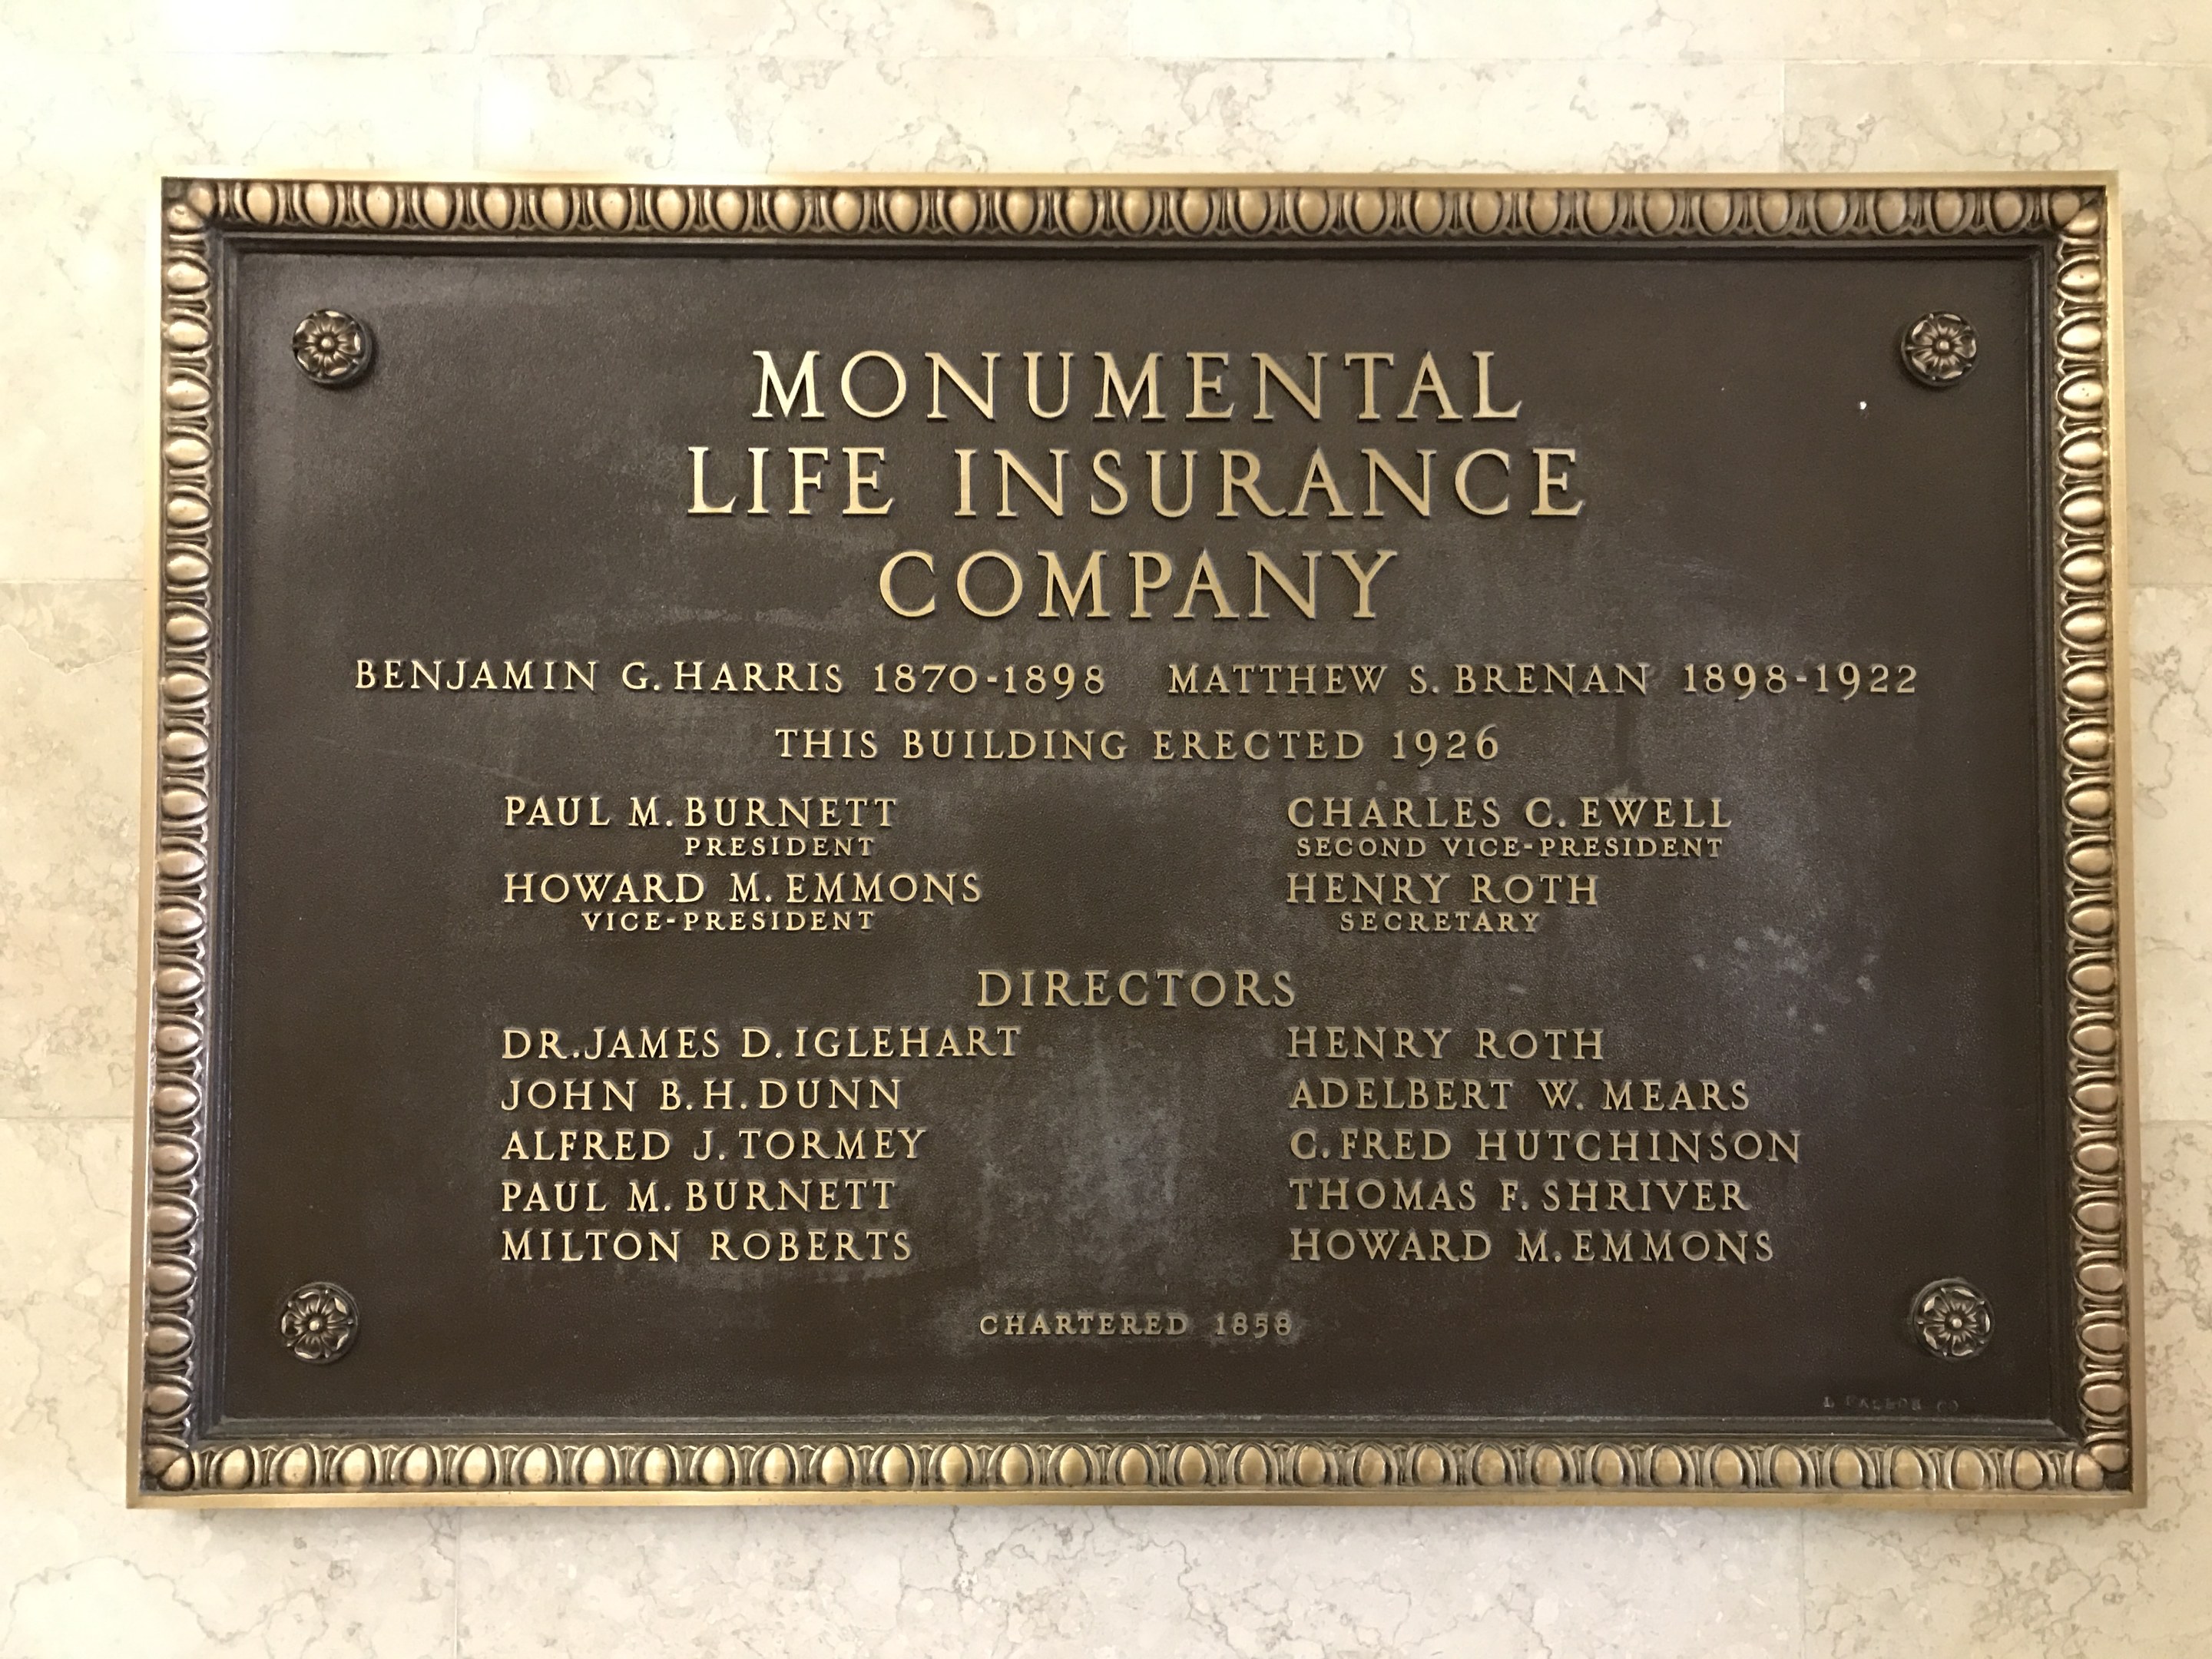 MONUMENTAL
LIFE INSURANCE
COMPANY
BENJAMIN G. HARRIS 1870-1898 MATTHEW S. BRENAN 1898-1922
THIS BUILDING ERECTED 1926
PAUL M. BURNETT
PRESIDENT
HOWARD M. EMMONS
VICE-PRESIDENT
CHARLES C. EWELL
SECOND VICE-PRESIDENT
HENRY ROTH
SECRETARY
DIRECTORS
DR. JAMES D. IGLEHART
JOHN B. H. DUNN
ALFRED J. TORMEY
PAUL M. BURNETT
MILTON ROBERTS
HENRY ROTH
ADELBERT W. MEARS
C. FRED HUTCHINSON
THOMAS F. SHRIVER
HOWARD M. EMMONS
CHARTERED 1858